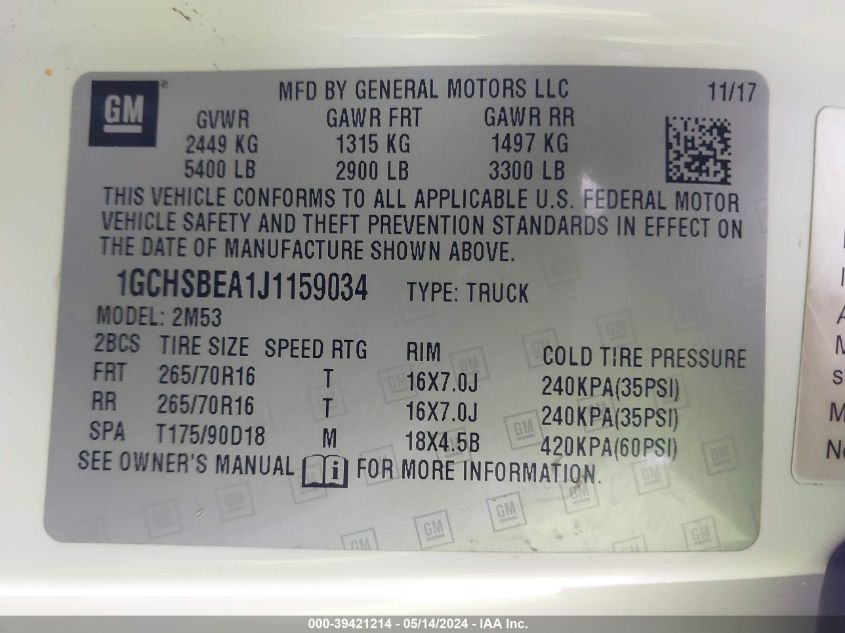 GM ® MFD BY GENERAL MOTORS LLC 11/17
GVWR GAWR FRT GAWR RR
2449 KG 1315 KG 1497 KG
5400 LB 2900 LB 3300 LB
THIS VEHICLE CONFORMS TO ALL APPLICABLE U.S. FEDERAL MOTOR
VEHICLE SAFETY AND THEFT PREVENTION STANDARDS IN EFFECT ON
THE DATE OF MANUFACTURE SHOWN ABOVE.
1GCHSBEA1J1159034 TYPE: TRUCK
MODEL: 2M53
2BCS TIRE SIZE SPEED RTG RIM COLD TIRE PRESSURE
FRT 265/70R16 T 16X7.0J 240KPA(35PSI)
RR 265/70R16 T 16X7.0J 240KPA(35PSI)
SPA T175/90D18 M 18X4.5B 420KPA(60PSI)
SEE OWNER'S MANUAL i FOR MORE INFORMATION.
000-39421214 - 05/14/2024 - IAA Inc.